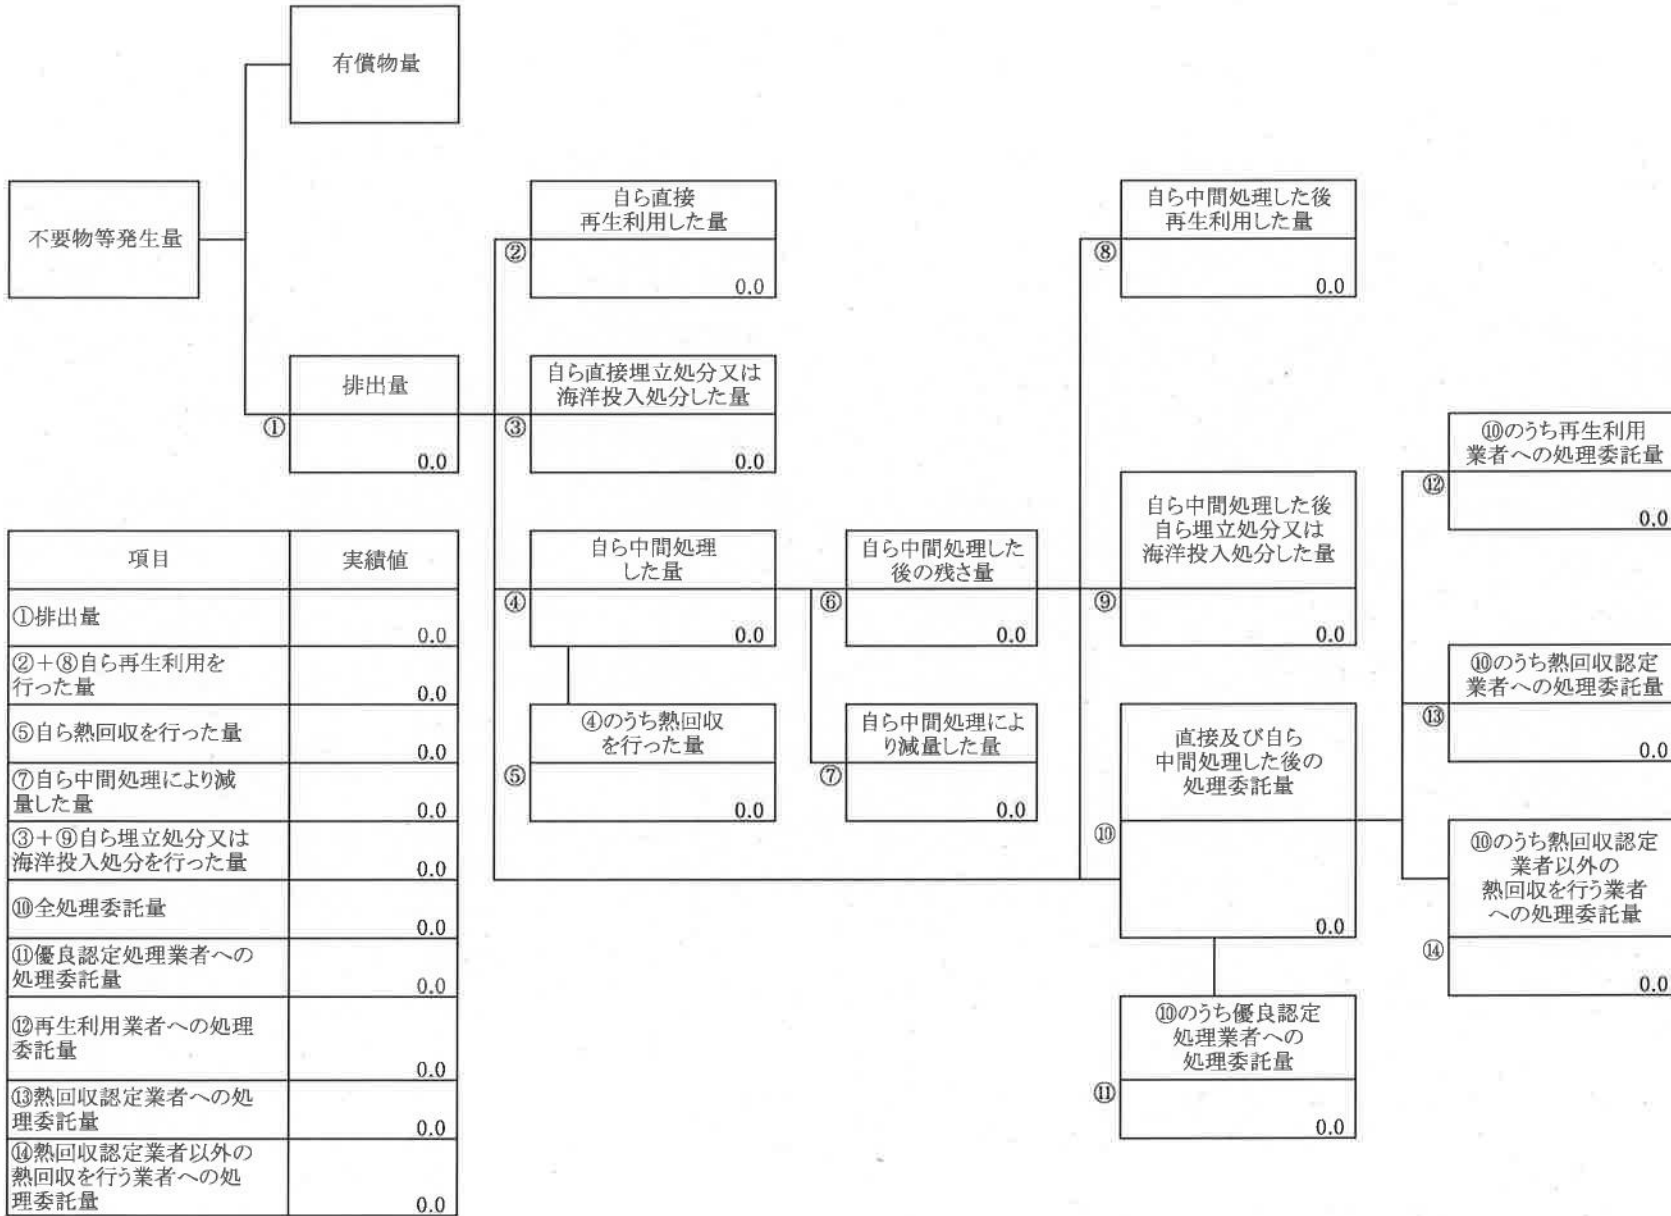 有償物量
不要物等発生量
自ら直接
再生利用した量
②
0.0
自ら中間処理した後
再生利用した量
⑧
0.0
排出量
①
0.0
自ら直接埋立処分又は
海洋投入処分した量
③
0.0
⑩のうち再生利用
業者への処理委託量
⑫
0.0
自ら中間処理
した量
④
0.0
自ら中間処理した
後の残さ量
⑥
0.0
自ら中間処理した後
自ら埋立処分又は
海洋投入処分した量
⑨
0.0
⑩のうち熱回収認定
業者への処理委託量
⑬
0.0
④のうち熱回収
を行った量
⑤
0.0
自ら中間処理によ
り減量した量
⑦
0.0
直接及び自ら
中間処理した後の
処理委託量
⑩
0.0
⑩のうち熱回収認定
業者以外の
熱回収を行う業者
への処理委託量
⑭
0.0
⑩のうち優良認定
処理業者への
処理委託量
⑪
0.0
項目 実績値
①排出量
0.0
②＋⑧自ら再生利用を
行った量
0.0
⑤自ら熱回収を行った量
0.0
⑦自ら中間処理により減
量した量
0.0
③＋⑨自ら埋立処分又は
海洋投入処分を行った量
0.0
⑩全処理委託量
0.0
⑪優良認定処理業者への
処理委託量
0.0
⑫再生利用業者への処理
委託量
0.0
⑬熱回収認定業者への処
理委託量
0.0
⑭熱回収認定業者以外の
熱回収を行う業者への処
理委託量
0.0